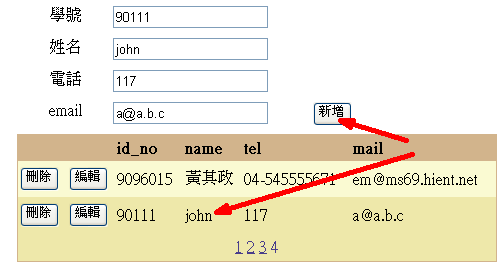 學號 90111
姓名 john
電話 117
email a@a.b.c 新增
id_no name tel mail
刪除 編輯 9096015 黃其政 04-545555671 em@ms69.hient.net
刪除 編輯 90111 john 117 a@a.b.c
1 2 3 4